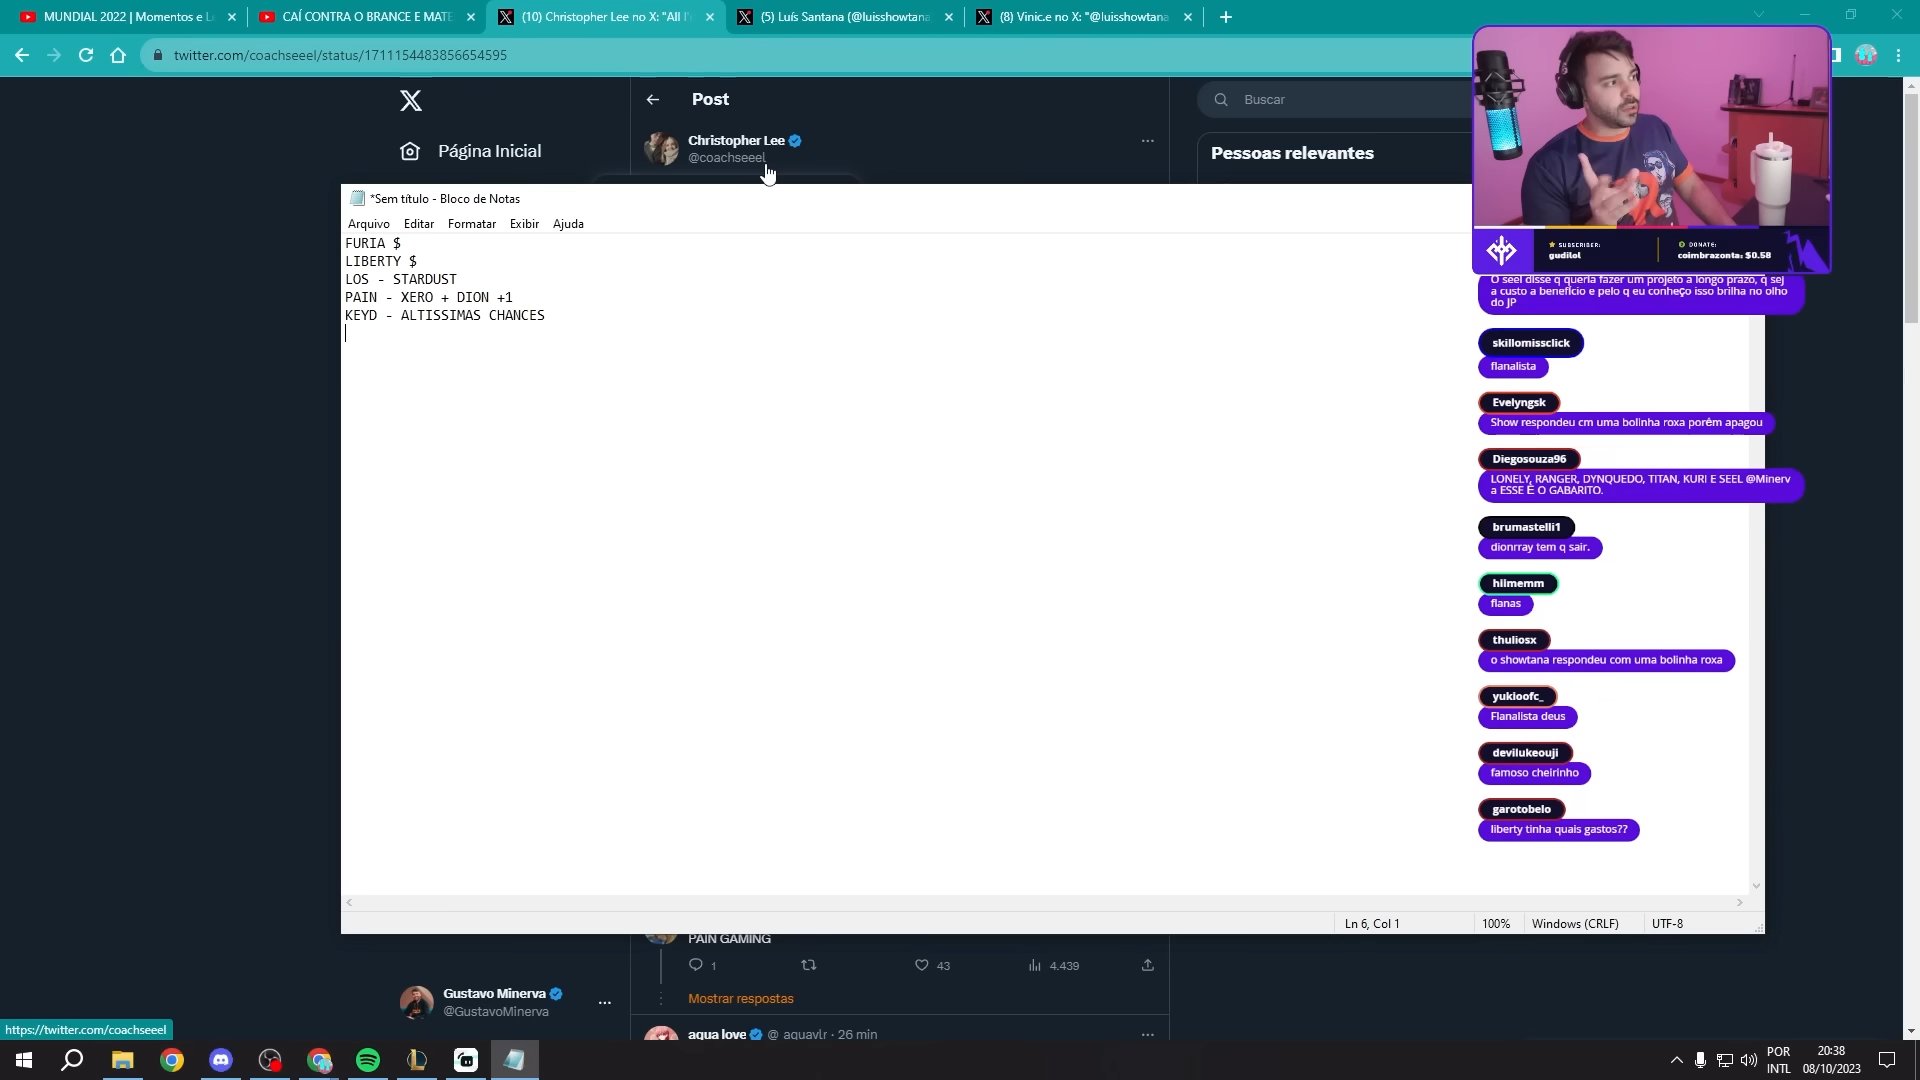 MUNDIAL 2022 | Momentos e L
CAÍ CONTRA O BRANCE E MATE
(10) Christopher Lee no X: "All I'
(5) Luís Santana (@luisshowtana
(8) Vinic.e no X: "@luisshowtana
twitter.com/coachseeel/status/1711154483856654595
Post
Buscar
Christopher Lee
@coachseeel
Página Inicial
Pessoas relevantes
*Sem título - Bloco de Notas
Arquivo Editar Formatar Exibir Ajuda
FURIA $
LIBERTY $
LOS - STARDUST
PAIN - XERO + DION +1
KEYD - ALTISSIMAS CHANCES
SUBSCRIBER:
gudilol
DONATE:
coimbrazonta: $0.58
O seel disse q queria fazer um projeto a longo prazo, q sej
a custo a benefício e pelo q eu conheço isso brilha no olho
do JP
skillomissclick
flanalista
Evelyngsk
Show respondeu cm uma bolinha roxa porém apagou
Diegosouza96
LONELY, RANGER, DYNQUEDO, TITAN, KURI E SEEL @Minerv
a ESSE É O GABARITO.
brumastelli1
dionrray tem q sair.
hilmemm
flanas
thuliosx
o showtana respondeu com uma bolinha roxa
yukioofc_
Flanalista deus
devilukeouji
famoso cheirinho
garotobelo
liberty tinha quais gastos??
Ln 6, Col 1
100%
Windows (CRLF)
UTF-8
PAIN GAMING
1
43
4.439
Mostrar respostas
Gustavo Minerva
@GustavoMinerva
aqua love @ aquavlr · 26 min
https://twitter.com/coachseeel
POR
INTL
20:38
08/10/2023